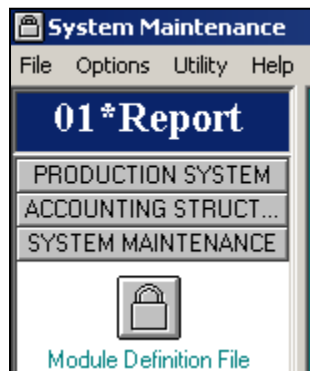 System Maintenance
File Options Utility Help
01*Report
PRODUCTION SYSTEM
ACCOUNTING STRUCT...
SYSTEM MAINTENANCE
Module Definition File